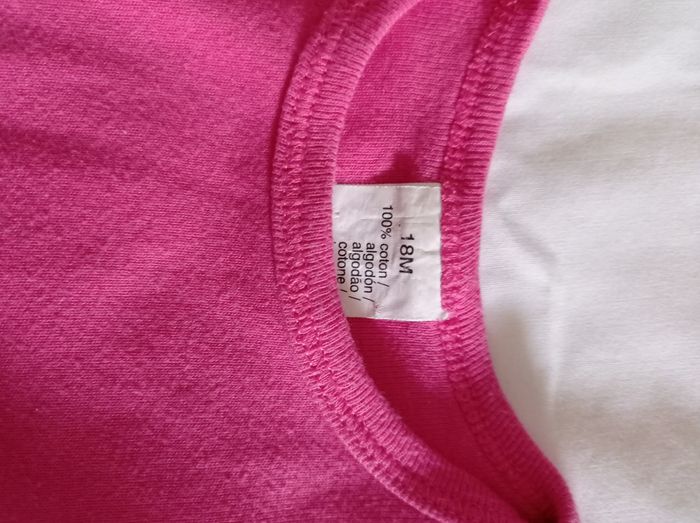 18M
100% coton /
algodón /
algodão /
cotone /